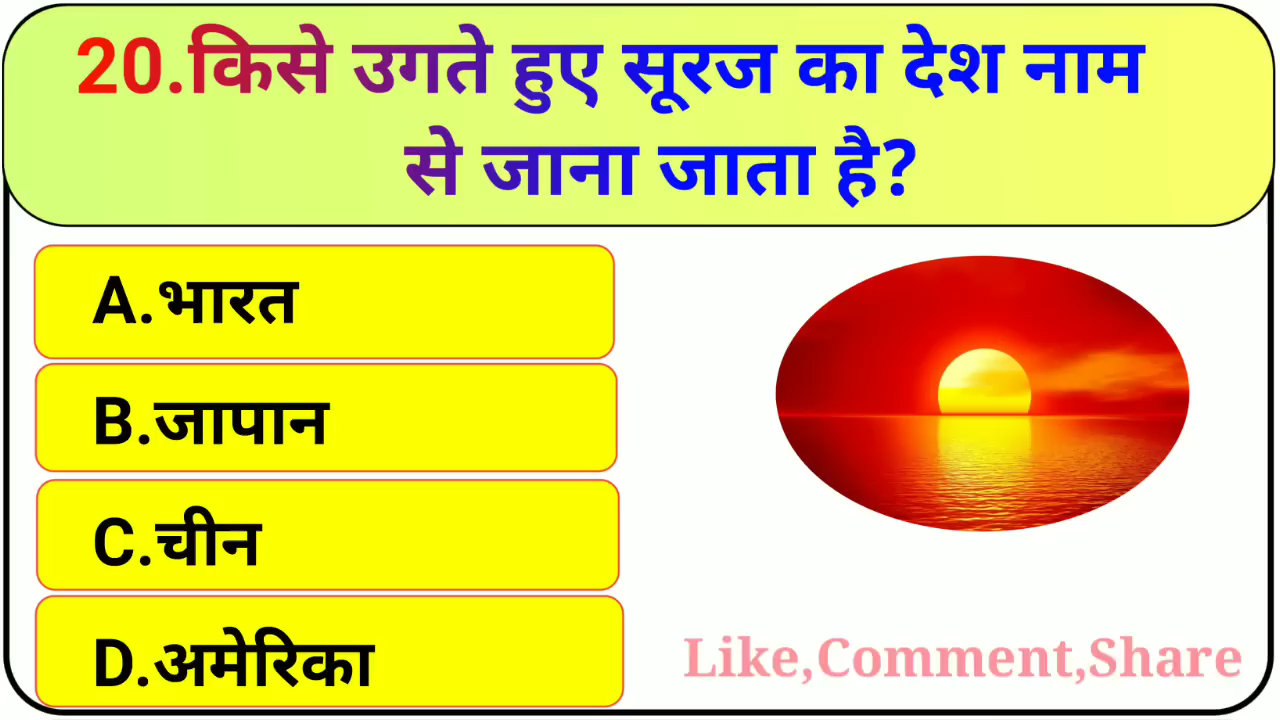 20.किसे उगते हुए सूरज का देश नाम
से जाना जाता है?
A.भारत
B.जापान
C.चीन
D.अमेरिका
Like,Comment,Share